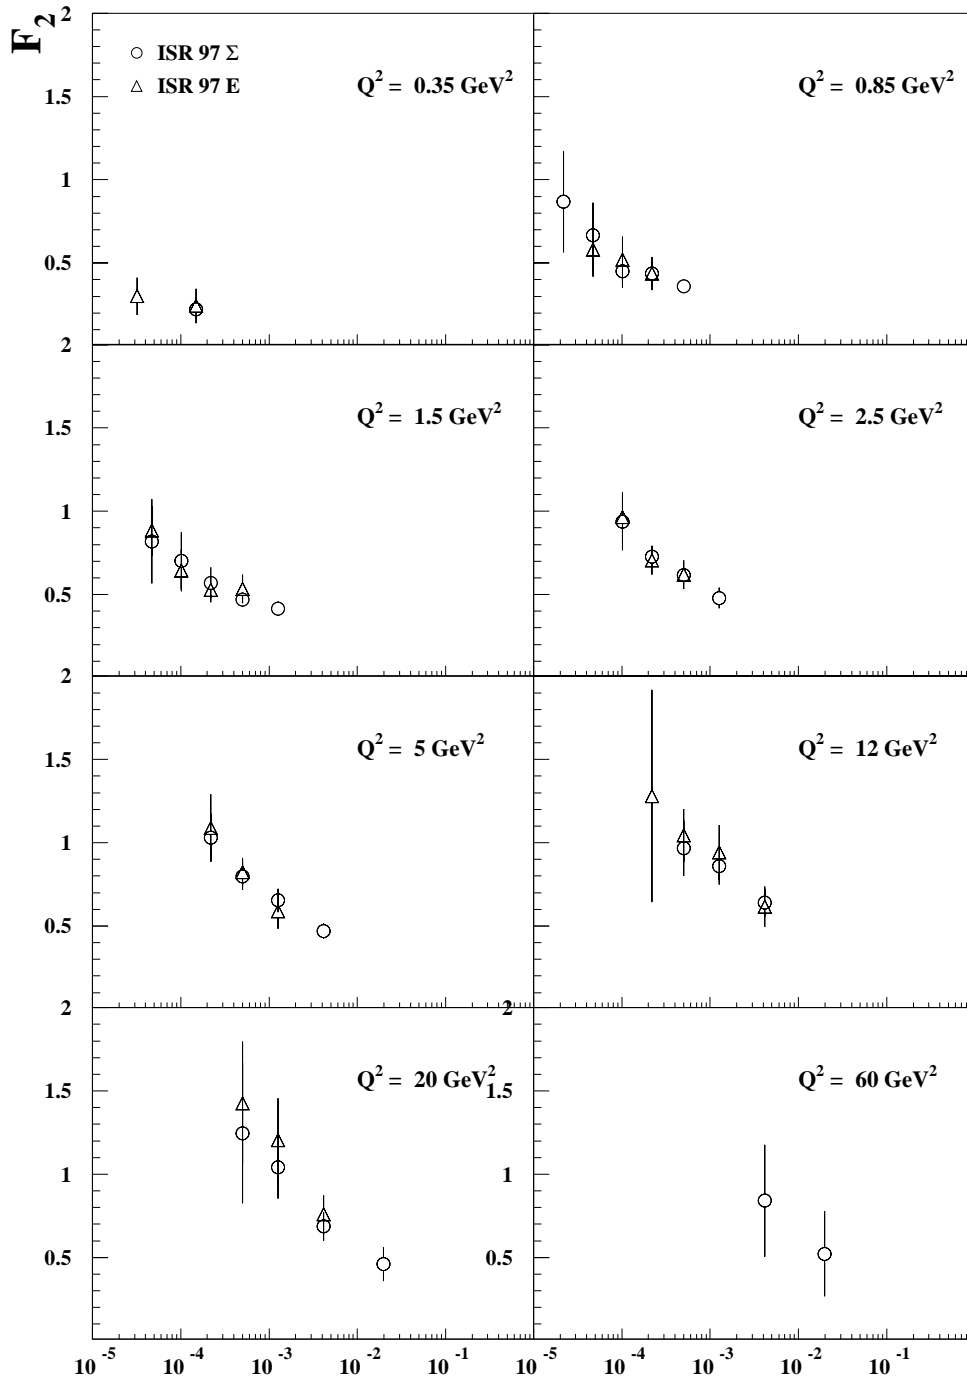 F₂
2
ISR 97 Σ
ISR 97 E
Q² = 0.35 GeV²
Q² = 0.85 GeV²
1.5
1
0.5
2
Q² = 1.5 GeV²
Q² = 2.5 GeV²
1.5
1
0.5
2
Q² = 5 GeV²
Q² = 12 GeV²
1.5
1
0.5
2
2
Q² = 20 GeV²
Q² = 60 GeV²
1.5
1.5
1
1
0.5
0.5
10⁻⁵ 10⁻⁴ 10⁻³ 10⁻² 10⁻¹ 10⁻⁵ 10⁻⁴ 10⁻³ 10⁻² 10⁻¹